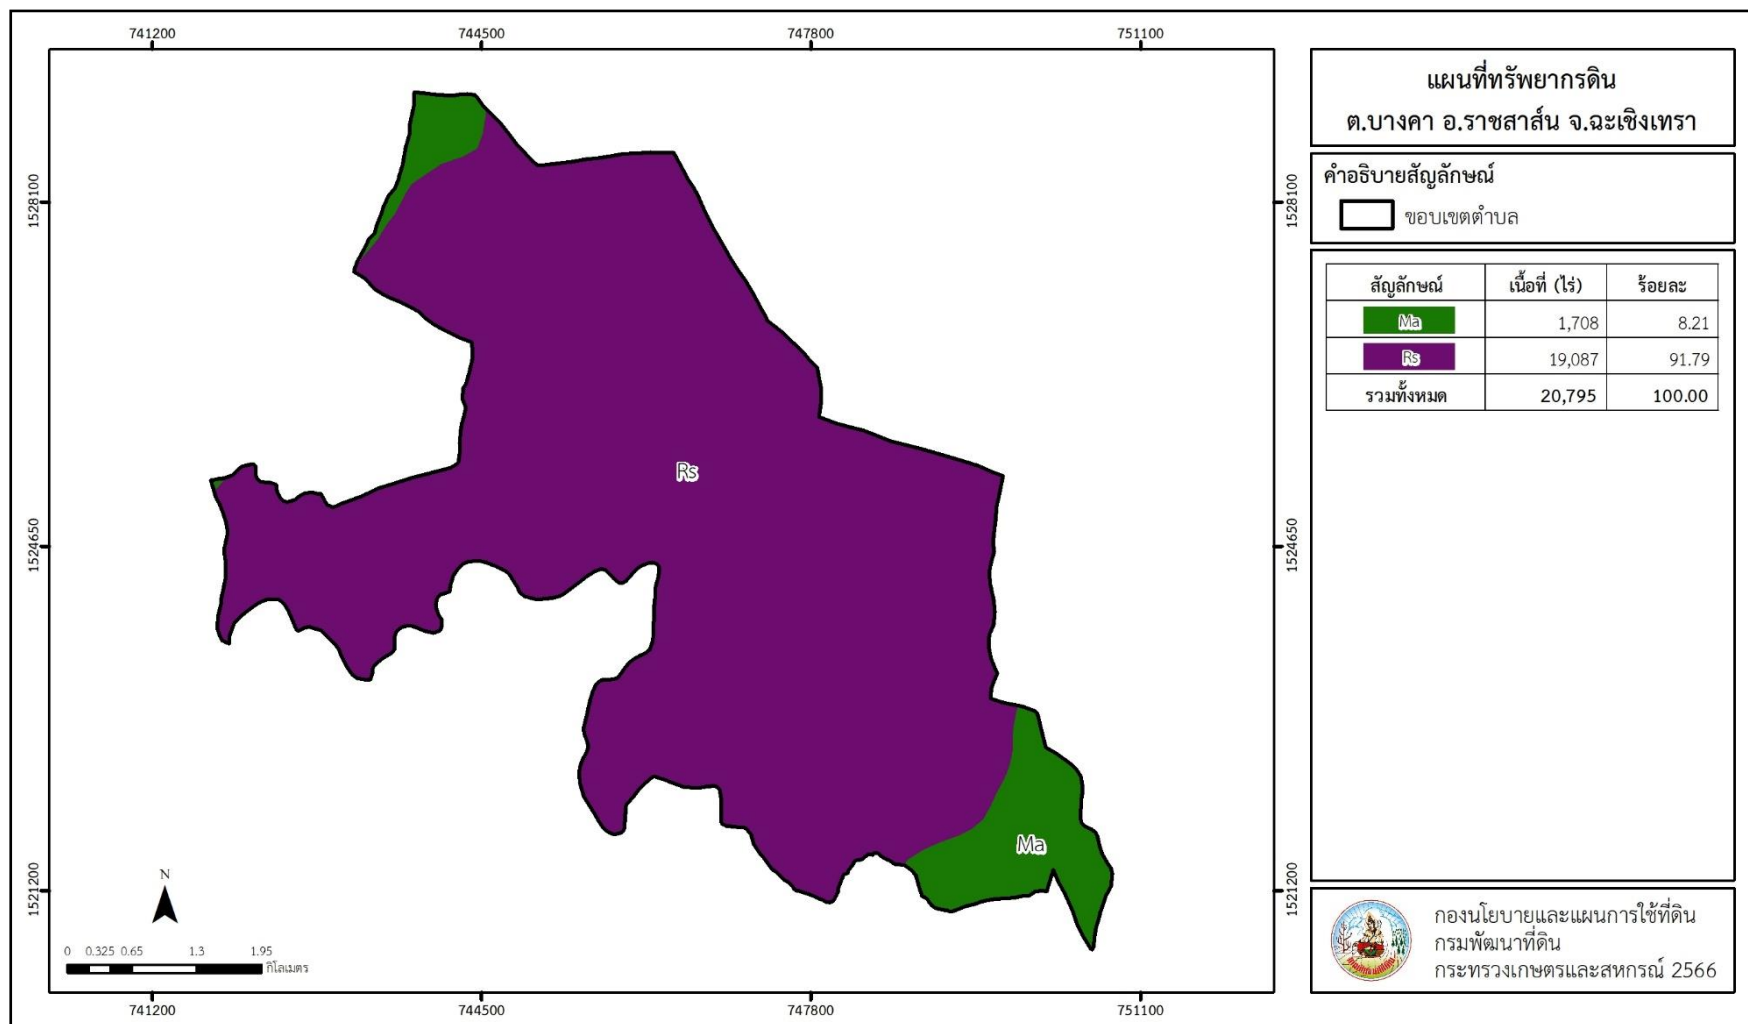 741200 744500 747800 751100
แผนที่ทรัพยากรดิน
ต.บางคา อ.ราชสาส์น จ.ฉะเชิงเทรา
คำอธิบายสัญลักษณ์
ขอบเขตตำบล
1528100 1528100
สัญลักษณ์ เนื้อที่ (ไร่) ร้อยละ
Ma 1,708 8.21
Rs 19,087 91.79
รวมทั้งหมด 20,795 100.00
Rs
1524650 1524650
Ma
1521200 1521200
N
0 0.325 0.65 1.3 1.95
กิโลเมตร
กองนโยบายและแผนการใช้ที่ดิน
กรมพัฒนาที่ดิน
กระทรวงเกษตรและสหกรณ์ 2566
741200 744500 747800 751100